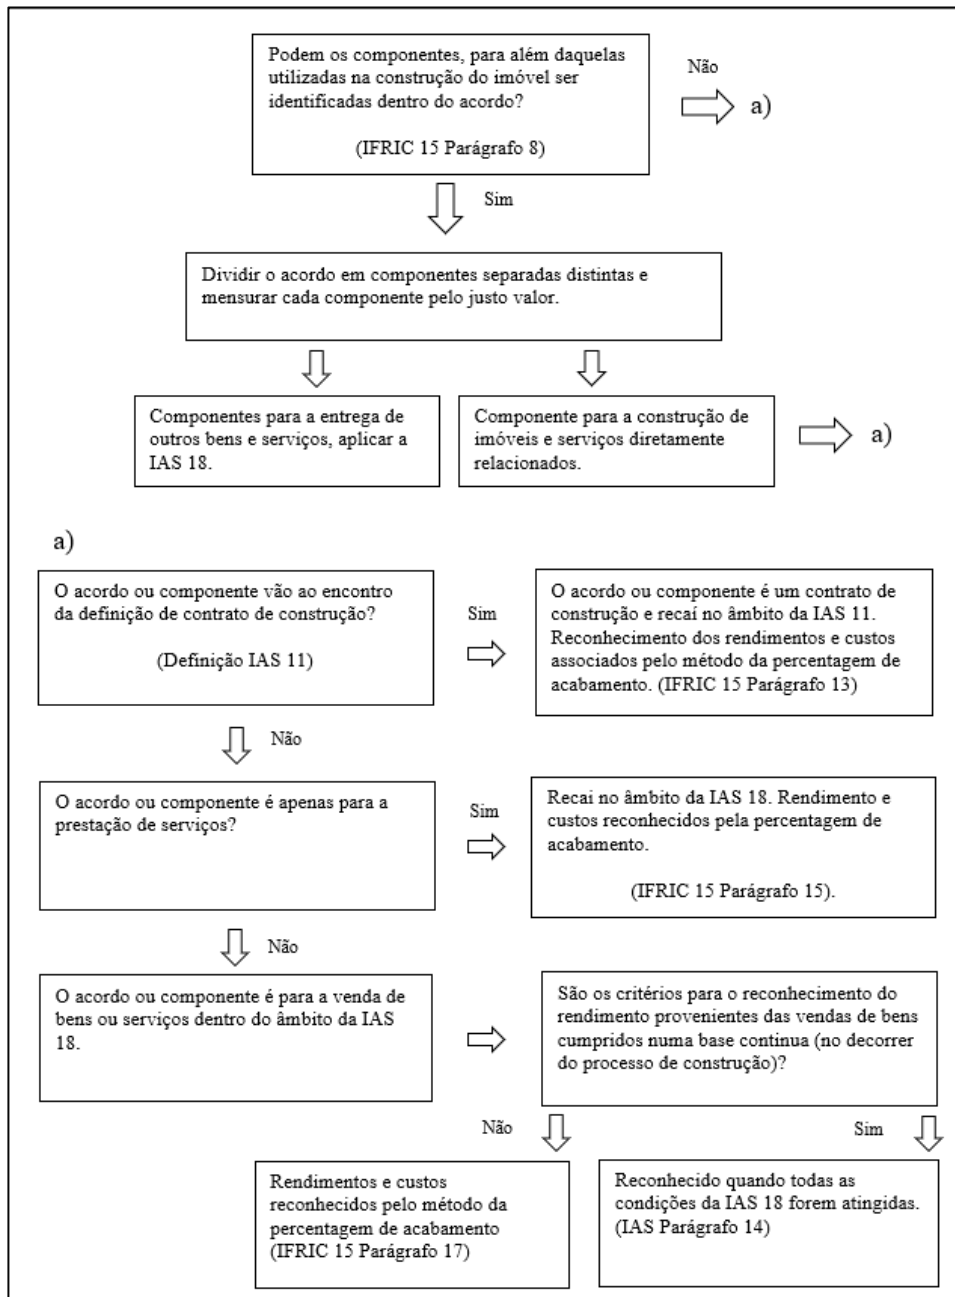 Podem os componentes, para além daquelas
utilizadas na construção do imóvel ser
identificadas dentro do acordo?
(IFRIC 15 Parágrafo 8)
Não
a)
Sim
Dividir o acordo em componentes separadas distintas e
mensurar cada componente pelo justo valor.
Componentes para a entrega de
outros bens e serviços, aplicar a
IAS 18.
Componente para a construção de
imóveis e serviços diretamente
relacionados.
a)
a)
O acordo ou componente vão ao encontro
da definição de contrato de construção?
(Definição IAS 11)
Sim
O acordo ou componente é um contrato de
construção e recaí no âmbito da IAS 11.
Reconhecimento dos rendimentos e custos
associados pelo método da percentagem de
acabamento. (IFRIC 15 Parágrafo 13)
Não
O acordo ou componente é apenas para a
prestação de serviços?
Sim
Recai no âmbito da IAS 18. Rendimento e
custos reconhecidos pela percentagem de
acabamento.
(IFRIC 15 Parágrafo 15).
Não
O acordo ou componente é para a venda de
bens ou serviços dentro do âmbito da IAS
18.
São os critérios para o reconhecimento do
rendimento provenientes das vendas de bens
cumpridos numa base continua (no decorrer
do processo de construção)?
Não
Sim
Rendimentos e custos
reconhecidos pelo método da
percentagem de acabamento
(IFRIC 15 Parágrafo 17)
Reconhecido quando todas as
condições da IAS 18 forem atingidas.
(IAS Parágrafo 14)